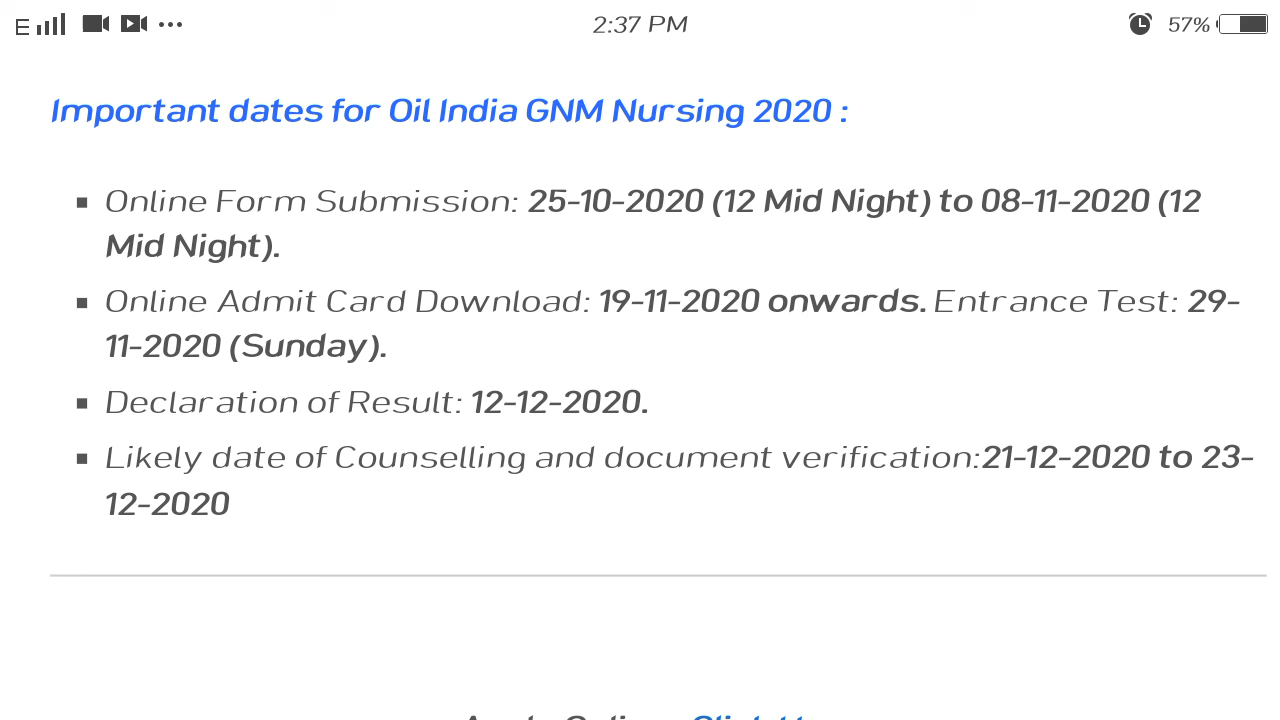 E 2:37 PM 57%
Important dates for Oil India GNM Nursing 2020 :
Online Form Submission: 25-10-2020 (12 Mid Night) to 08-11-2020 (12
Mid Night).
Online Admit Card Download: 19-11-2020 onwards. Entrance Test: 29-
11-2020 (Sunday).
Declaration of Result: 12-12-2020.
Likely date of Counselling and document verification:21-12-2020 to 23-
12-2020